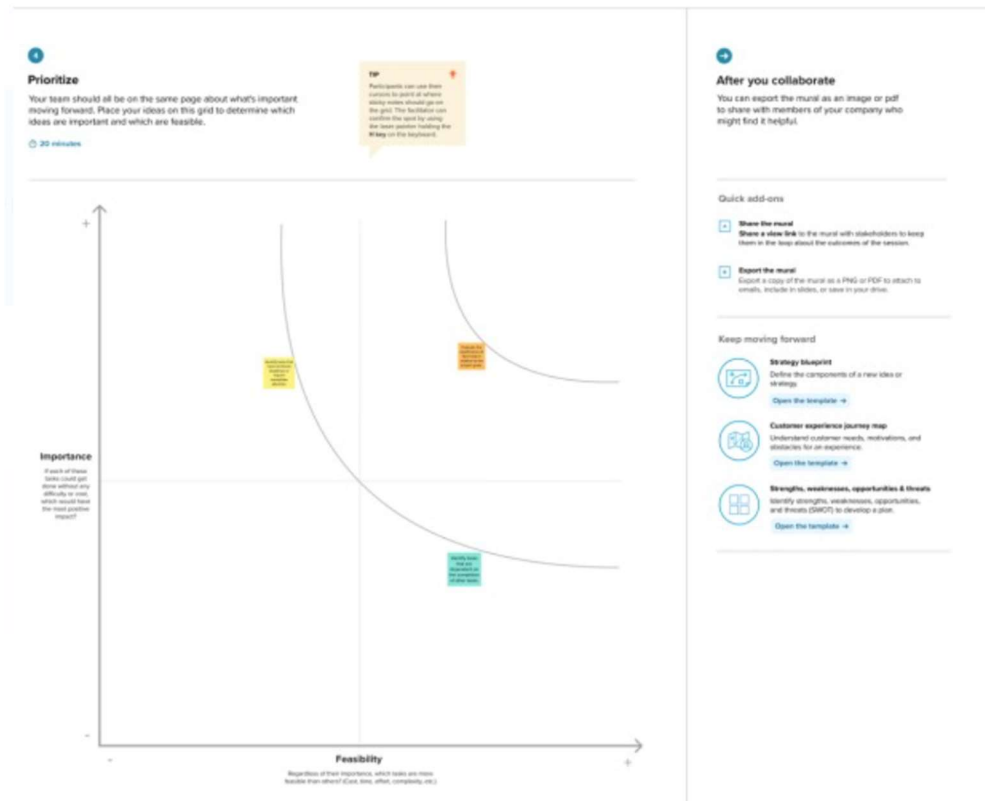 4
Prioritize
Your team should all be on the same page about what's important
moving forward. Place your ideas on this grid to determine which
ideas are important and which are feasible.
20 minutes
TIP
Participants can use their
cursors to point at where
sticky notes should go on
the grid. The facilitator can
confirm the spot by using
the laser pointer holding the
H key on the keyboard.
+
Importance
If each of these
tasks could get
done without any
difficulty or cost,
which would have
the most positive
impact?
Identify tasks
that are
dependent on
the completion
of other tasks
-
-
Feasibility
+
Regardless of their importance, which tasks are more
feasible than others? (Cost, time, effort, complexity, etc.)
After you collaborate
You can export the mural as an image or pdf
to share with members of your company who
might find it helpful.
Quick add-ons
Share the mural
Share a view link to the mural with stakeholders to keep
them in the loop about the outcomes of the session.
Export the mural
Export a copy of the mural as a PNG or PDF to attach to
emails, include in slides, or save in your drive.
Keep moving forward
Strategy blueprint
Define the components of a new idea or
strategy.
Open the template →
Customer experience journey map
Understand customer needs, motivations, and
obstacles for an experience.
Open the template →
Strengths, weaknesses, opportunities & threats
Identify strengths, weaknesses, opportunities,
and threats (SWOT) to develop a plan.
Open the template →